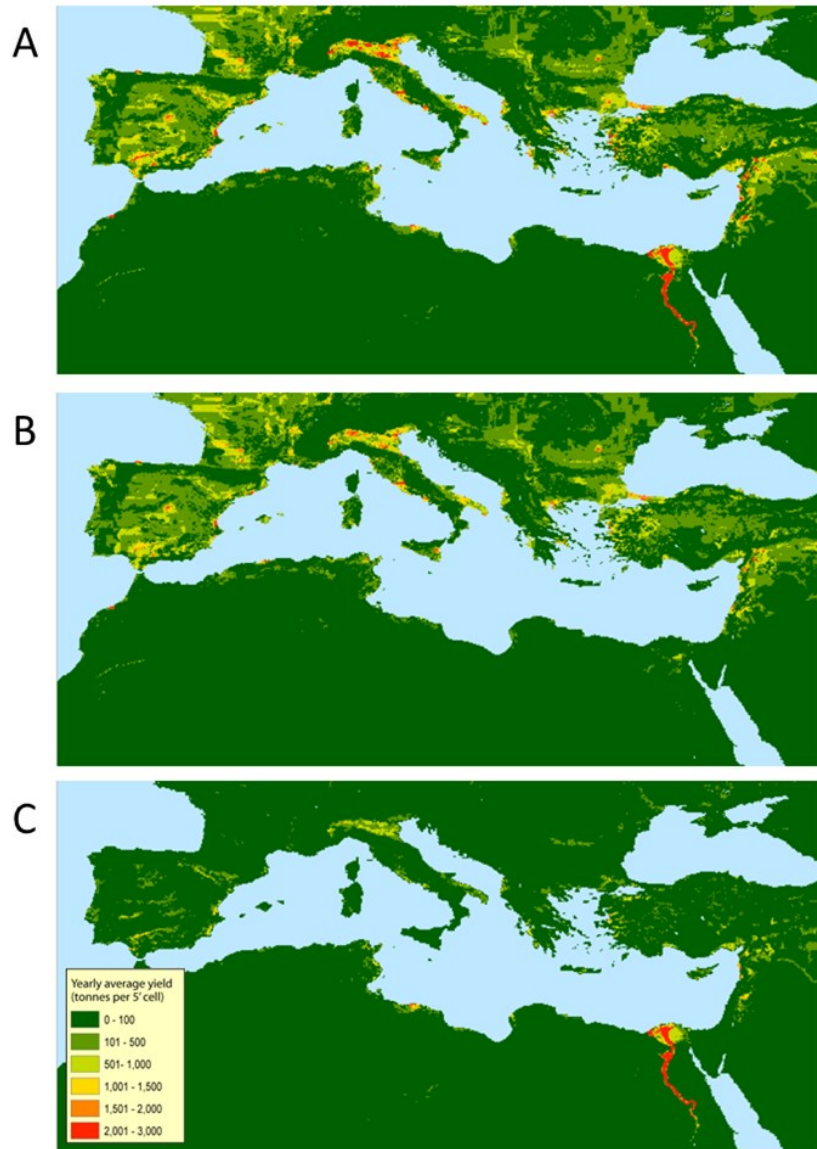 A
B
C
Yearly average yield
(tonnes per 5' cell)
0 - 100
101 - 500
501- 1,000
1,001 - 1,500
1,501 - 2,000
2,001 - 3,000